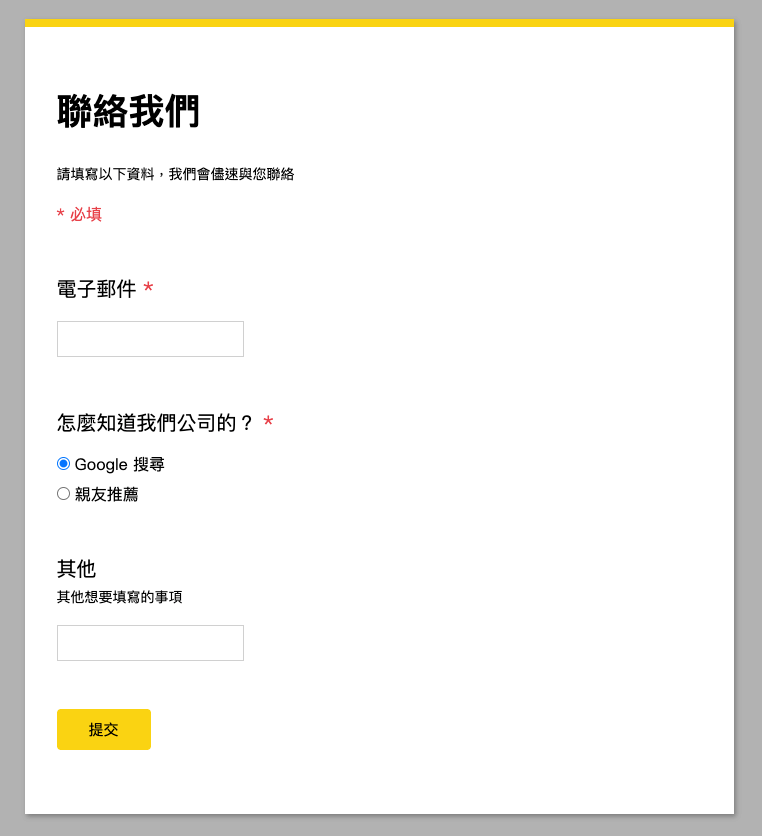 聯絡我們
請填寫以下資料，我們會儘速與您聯絡
* 必填
電子郵件 *
怎麼知道我們公司的？ *
Google 搜尋
親友推薦
其他
其他想要填寫的事項
提交